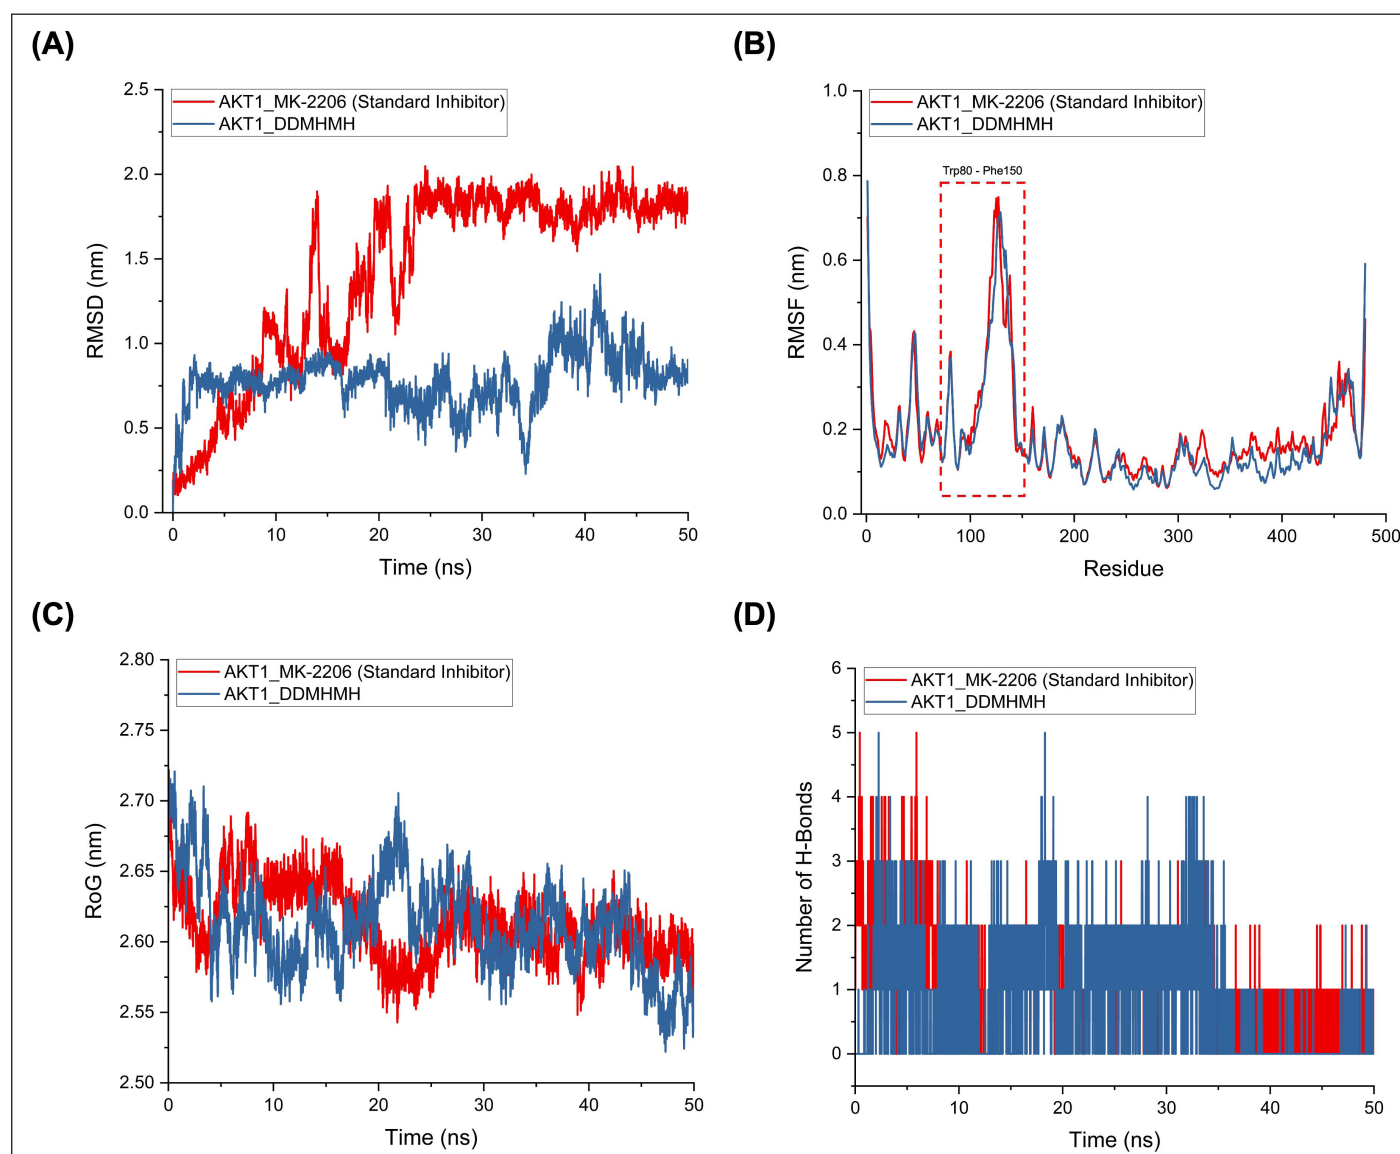 (A)
2.5
2.0
1.5
1.0
0.5
0.0
RMSD (nm)
AKT1_MK-2206 (Standard Inhibitor)
AKT1_DDMHMH
0 10 20 30 40 50
Time (ns)
(B)
1.0
0.8
0.6
0.4
0.2
0.0
RMSF (nm)
AKT1_MK-2206 (Standard Inhibitor)
AKT1_DDMHMH
Trp80 - Phe150
0 100 200 300 400 500
Residue
(C)
2.80
2.75
2.70
2.65
2.60
2.55
2.50
RoG (nm)
AKT1_MK-2206 (Standard Inhibitor)
AKT1_DDMHMH
0 10 20 30 40 50
Time (ns)
(D)
6
5
4
3
2
1
0
Number of H-Bonds
AKT1_MK-2206 (Standard Inhibitor)
AKT1_DDMHMH
0 10 20 30 40 50
Time (ns)